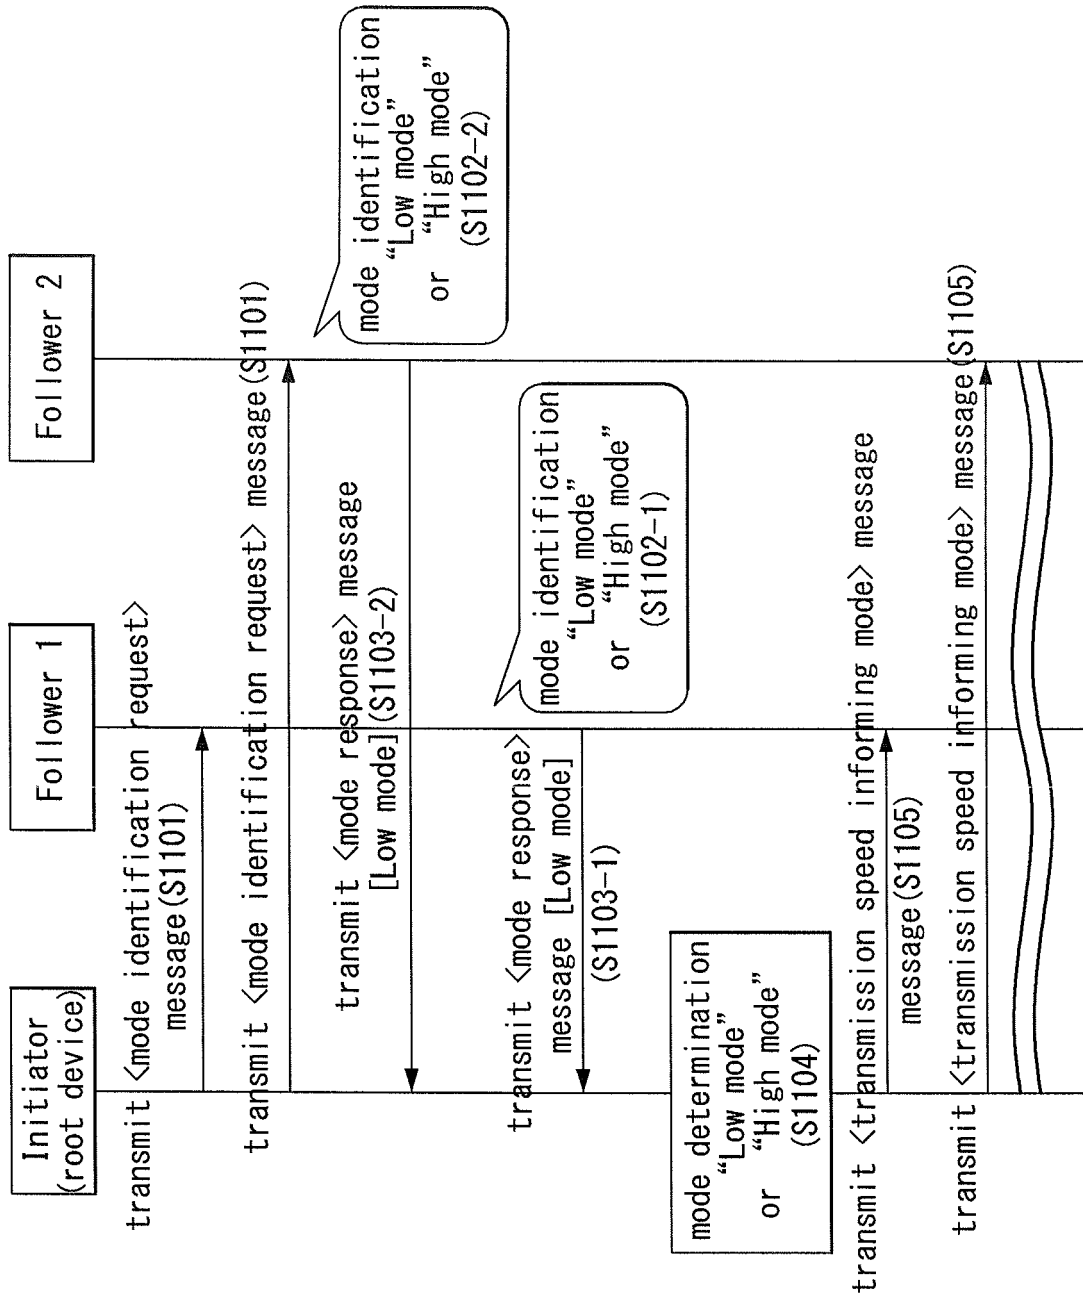 Initiator
(root device)
Follower 1
Follower 2
transmit <mode identification request>
message(S1101)
transmit <mode identification request> message(S1101)
mode identification
“Low mode”
or “High mode”
(S1102-2)
transmit <mode response> message
[Low mode](S1103-2)
mode identification
“Low mode”
or “High mode”
(S1102-1)
transmit <mode response>
message [Low mode]
(S1103-1)
mode determination
“Low mode”
or “High mode”
(S1104)
transmit <transmission speed informing mode> message
message(S1105)
transmit <transmission speed informing mode> message(S1105)